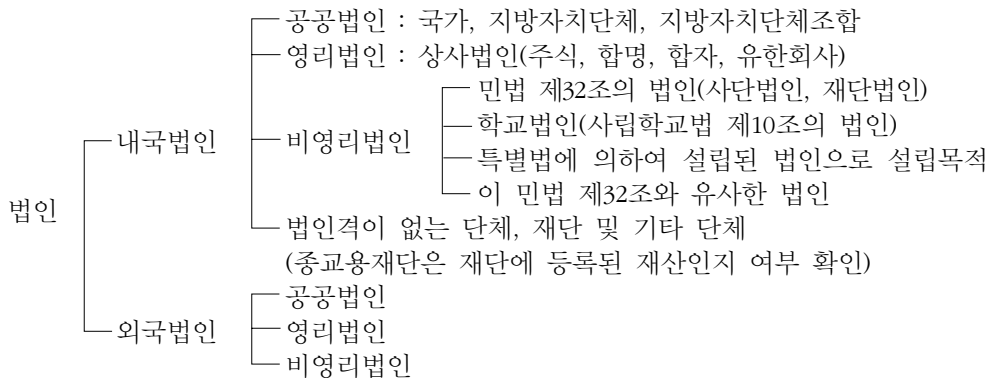 공공법인 : 국가, 지방자치단체, 지방자치단체조합
영리법인 : 상사법인(주식, 합명, 합자, 유한회사)
민법 제32조의 법인(사단법인, 재단법인)
학교법인(사립학교법 제10조의 법인)
내국법인
비영리법인
특별법에 의하여 설립된 법인으로 설립목적
이 민법 제32조와 유사한 법인
법인
법인격이 없는 단체, 재단 및 기타 단체
(종교용재단은 재단에 등록된 재산인지 여부 확인)
공공법인
외국법인
영리법인
비영리법인